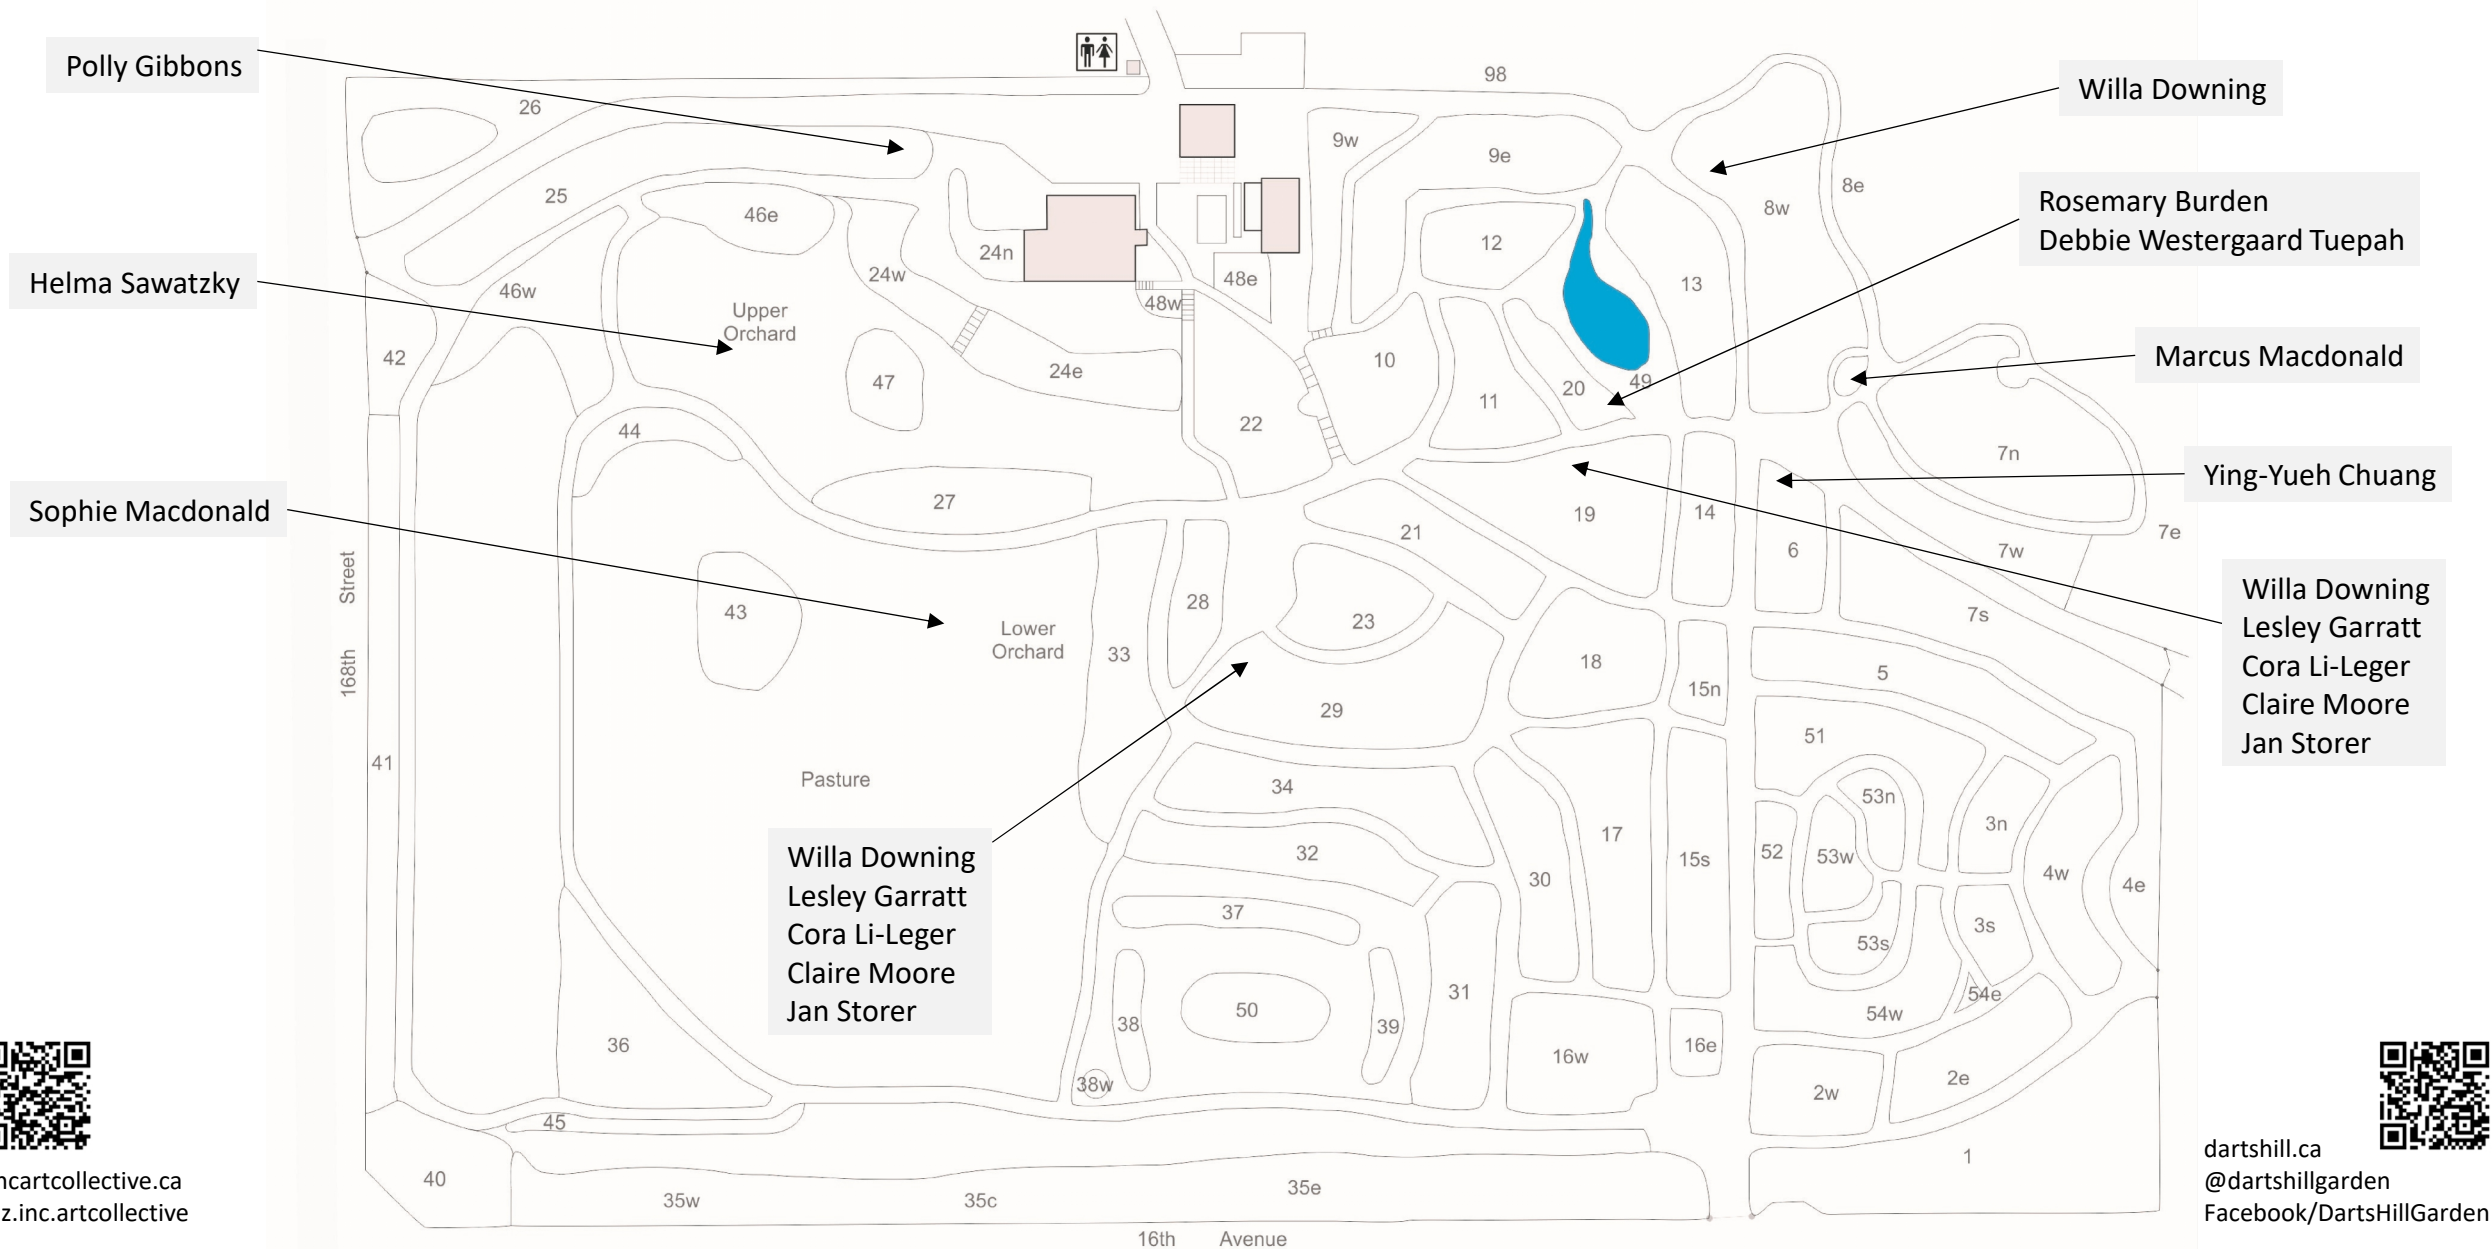 Polly Gibbons
Helma Sawatzky
Sophie Macdonald
Willa Downing
Rosemary Burden
Debbie Westergaard Tuepah
Marcus Macdonald
Ying-Yueh Chuang
Willa Downing
Lesley Garratt
Cora Li-Leger
Claire Moore
Jan Storer
Willa Downing
Lesley Garratt
Cora Li-Leger
Claire Moore
Jan Storer
98
26
9w
9e
25
46e
8e
8w
12
24n
24w
48e
13
46w
48w
Upper
Orchard
42
10
24e
47
20
49
11
44
22
7n
27
19
14
21
7e
6
7w
168th Street
43
28
23
7s
Lower
Orchard
33
18
5
15n
29
51
41
Pasture
34
53n
3n
17
32
52
53w
15s
4w
30
4e
37
3s
53s
31
54e
50
38
39
54w
36
16e
16w
38w
2e
2w
45
1
40
35e
35w
35c
16th Avenue
ncartcollective.ca
z.inc.artcollective
dartshill.ca
@dartshillgarden
Facebook/DartsHillGarden